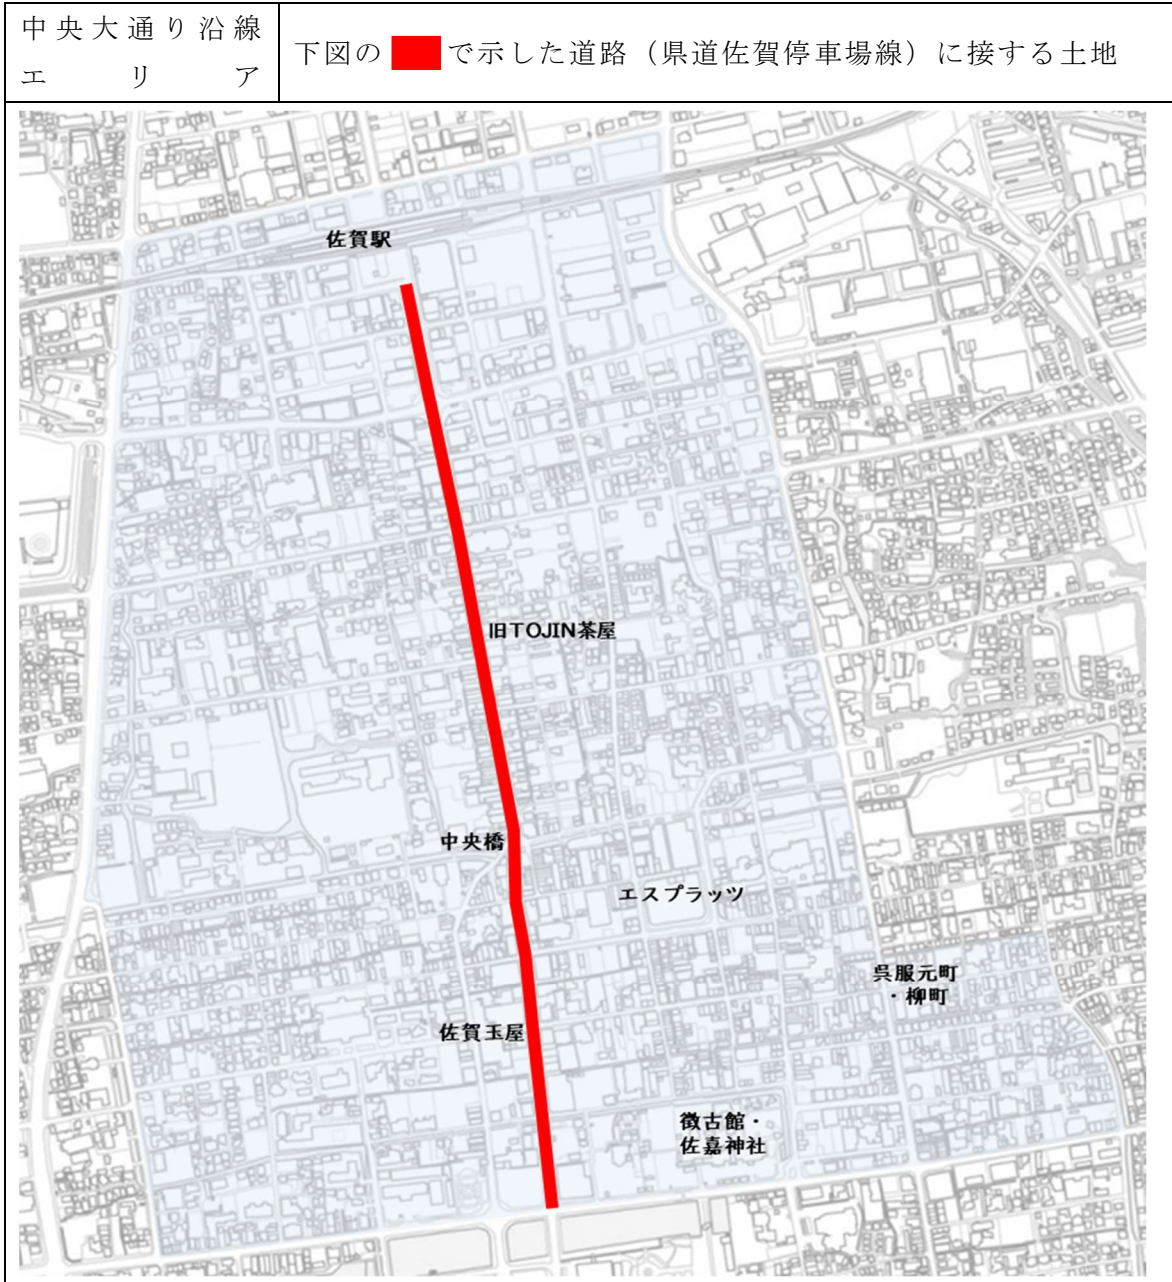 中央大通り沿線
エリア
下図の で示した道路（県道佐賀停車場線）に接する土地
佐賀駅
旧TOJIN茶屋
中央橋
エスプラッツ
呉服元町
・柳町
佐賀玉屋
徴古館・
佐嘉神社